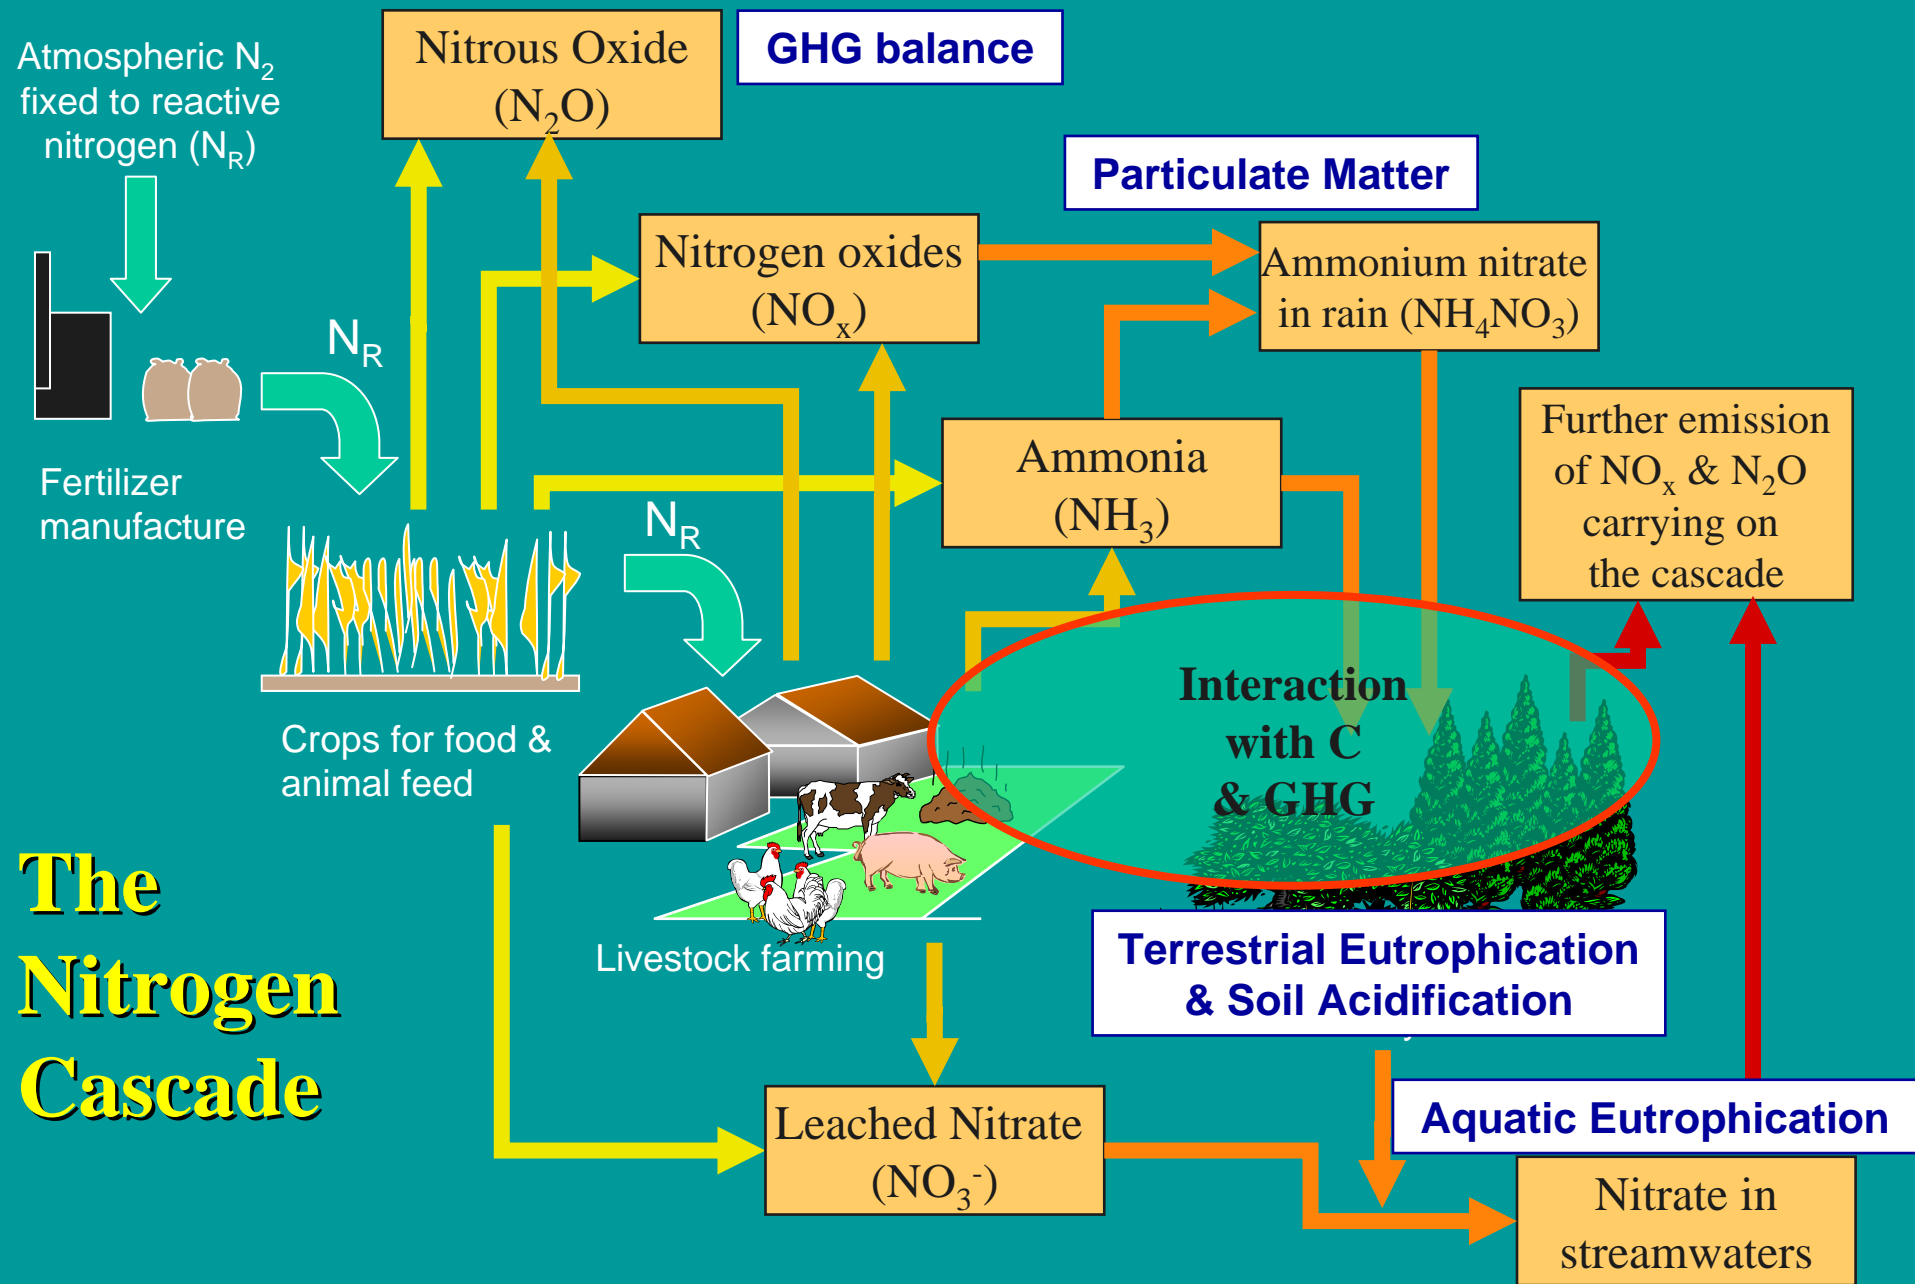 Atmospheric N₂
fixed to reactive
nitrogen (N_R)
Nitrous Oxide
(N₂O)
GHG balance
Particulate Matter
Nitrogen oxides
(NOₓ)
Ammonium nitrate
in rain (NH₄NO₃)
N_R
Fertilizer
manufacture
Ammonia
(NH₃)
Further emission
of NOₓ & N₂O
carrying on
the cascade
N_R
Crops for food &
animal feed
Interaction
with C
& GHG
The
Nitrogen
Cascade
Livestock farming
Terrestrial Eutrophication
& Soil Acidification
Leached Nitrate
(NO₃⁻)
Aquatic Eutrophication
Nitrate in
streamwaters